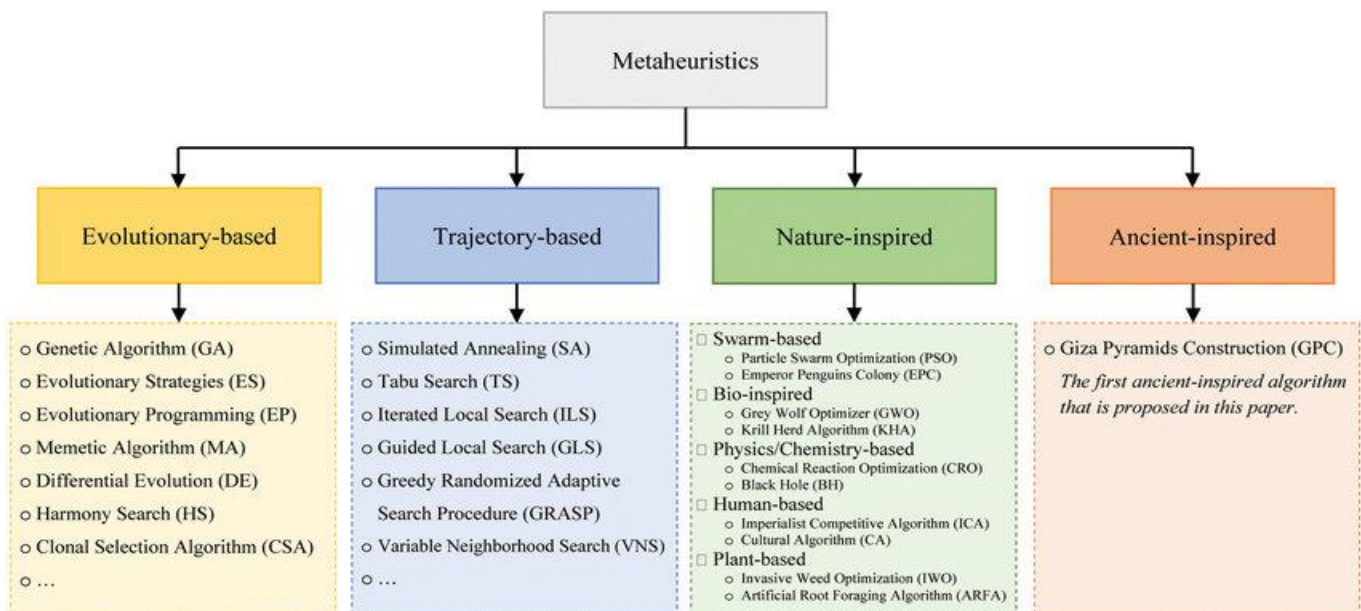 Metaheuristics
Evolutionary-based
Trajectory-based
Nature-inspired
Ancient-inspired
○ Genetic Algorithm (GA)
○ Evolutionary Strategies (ES)
○ Evolutionary Programming (EP)
○ Memetic Algorithm (MA)
○ Differential Evolution (DE)
○ Harmony Search (HS)
○ Clonal Selection Algorithm (CSA)
○ …
○ Simulated Annealing (SA)
○ Tabu Search (TS)
○ Iterated Local Search (ILS)
○ Guided Local Search (GLS)
○ Greedy Randomized Adaptive
Search Procedure (GRASP)
○ Variable Neighborhood Search (VNS)
○ …
□ Swarm-based
○ Particle Swarm Optimization (PSO)
○ Emperor Penguins Colony (EPC)
□ Bio-inspired
○ Grey Wolf Optimizer (GWO)
○ Krill Herd Algorithm (KHA)
□ Physics/Chemistry-based
○ Chemical Reaction Optimization (CRO)
○ Black Hole (BH)
□ Human-based
○ Imperialist Competitive Algorithm (ICA)
○ Cultural Algorithm (CA)
□ Plant-based
○ Invasive Weed Optimization (IWO)
○ Artificial Root Foraging Algorithm (ARFA)
○ Giza Pyramids Construction (GPC)
The first ancient-inspired algorithm
that is proposed in this paper.